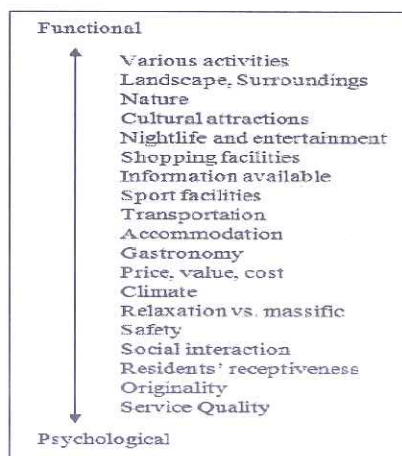 Functional
Various activities
Landscape, Surroundings
Nature
Cultural attractions
Nightlife and entertainment
Shopping facilities
Information available
Sport facilities
Transportation
Accommodation
Gastronomy
Price, value, cost
Climate
Relaxation vs. massific
Safety
Social interaction
Residents' receptiveness
Originality
Service Quality
Psychological